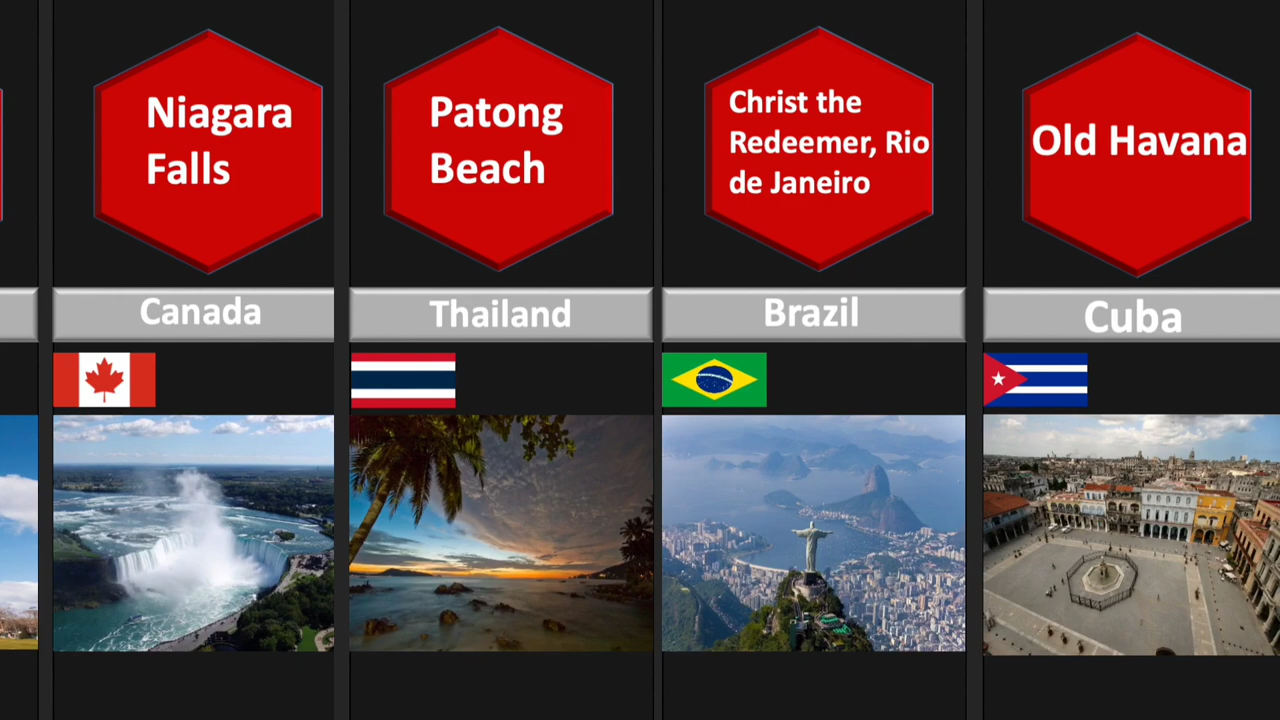 Niagara
Falls
Canada
Patong
Beach
Thailand
Christ the
Redeemer, Rio
de Janeiro
Brazil
Old Havana
Cuba